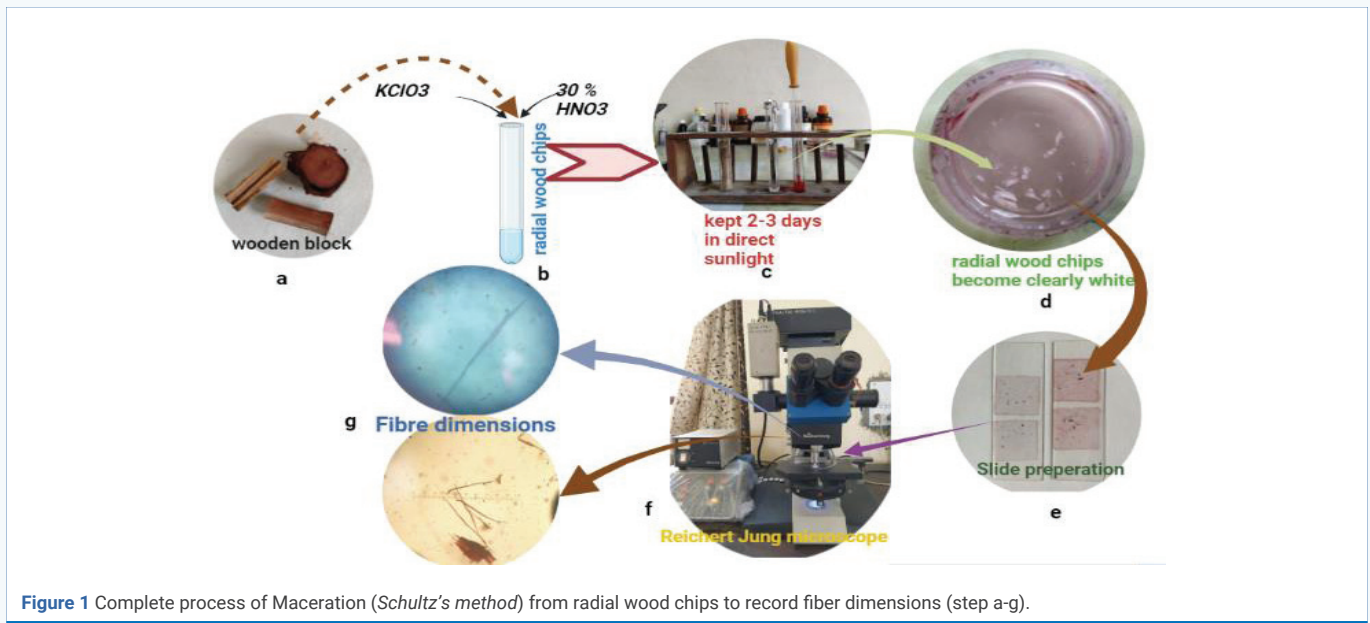 KClO3
30 %
HNO3
radial wood chips
wooden block
a
b
kept 2-3 days
in direct
sunlight
c
radial wood chips
become clearly white
d
Slide preperation
e
Reichert Jung microscope
f
g
Fibre dimensions
Figure 1 Complete process of Maceration (Schultz’s method) from radial wood chips to record fiber dimensions (step a-g).